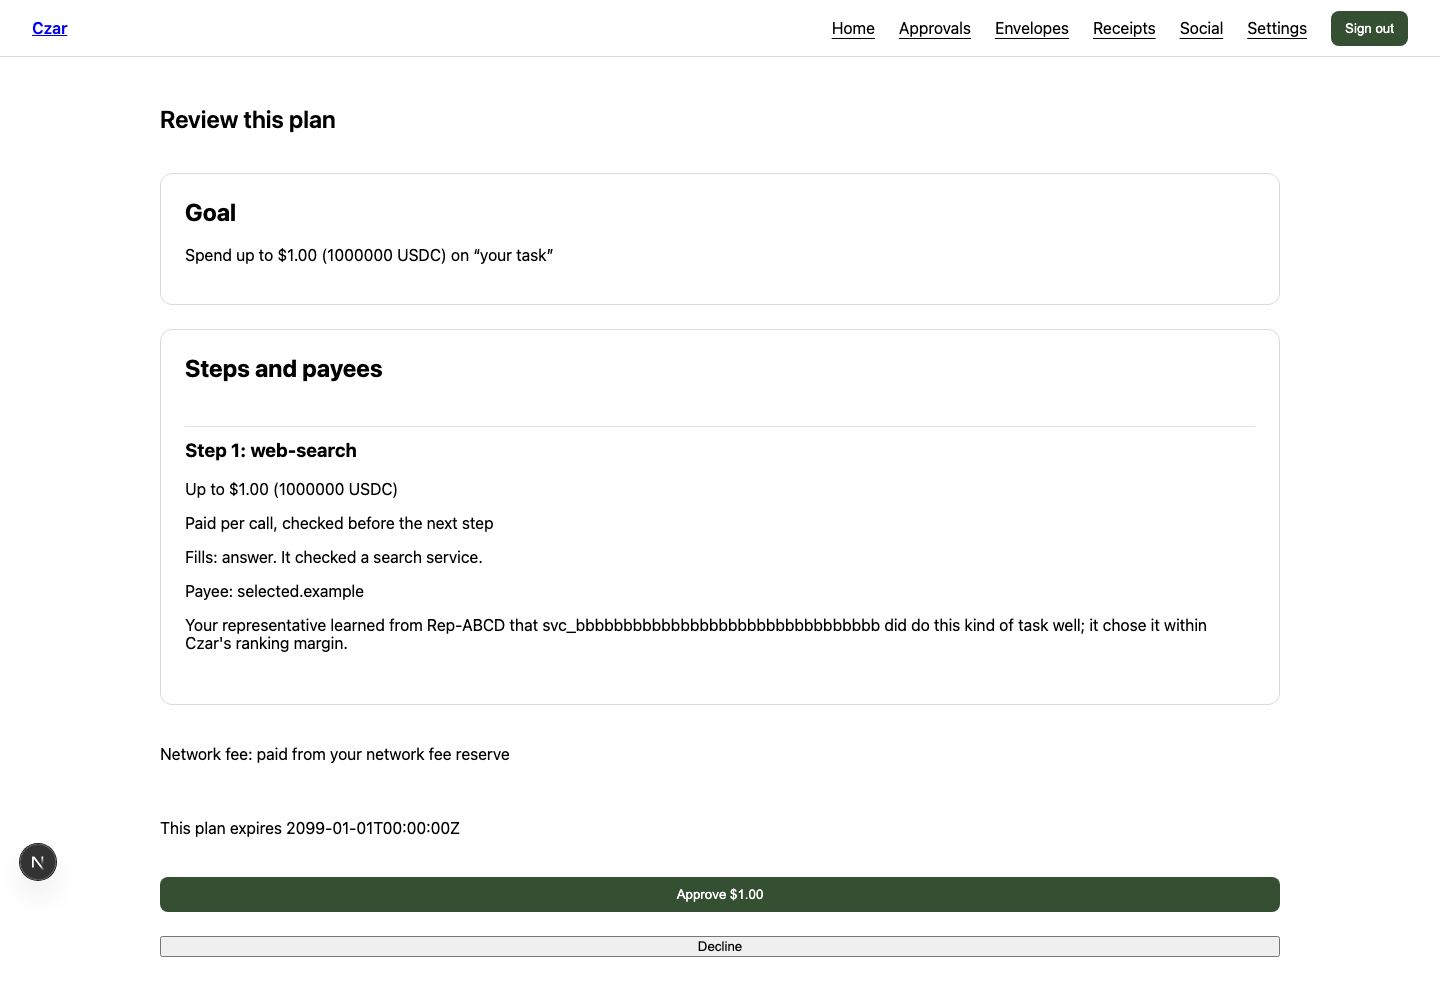 Czar
Home Approvals Envelopes Receipts Social Settings Sign out
Review this plan
Goal
Spend up to $1.00 (1000000 USDC) on “your task”
Steps and payees
Step 1: web-search
Up to $1.00 (1000000 USDC)
Paid per call, checked before the next step
Fills: answer. It checked a search service.
Payee: selected.example
Your representative learned from Rep-ABCD that svc_bbbbbbbbbbbbbbbbbbbbbbbbbbbbbbbb did do this kind of task well; it chose it within
Czar's ranking margin.
Network fee: paid from your network fee reserve
This plan expires 2099-01-01T00:00:00Z
N
Approve $1.00
Decline